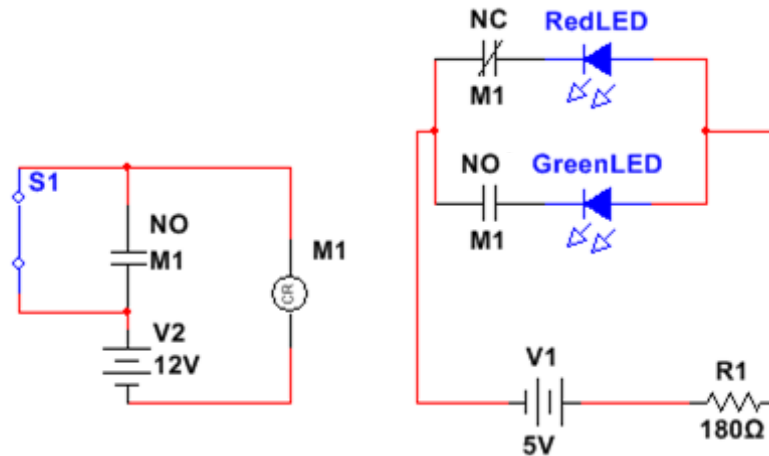 NC
RedLED
M1
S1
NO
GreenLED
NO
M1
M1
M1
CR
V2
12V
V1
5V
R1
180Ω